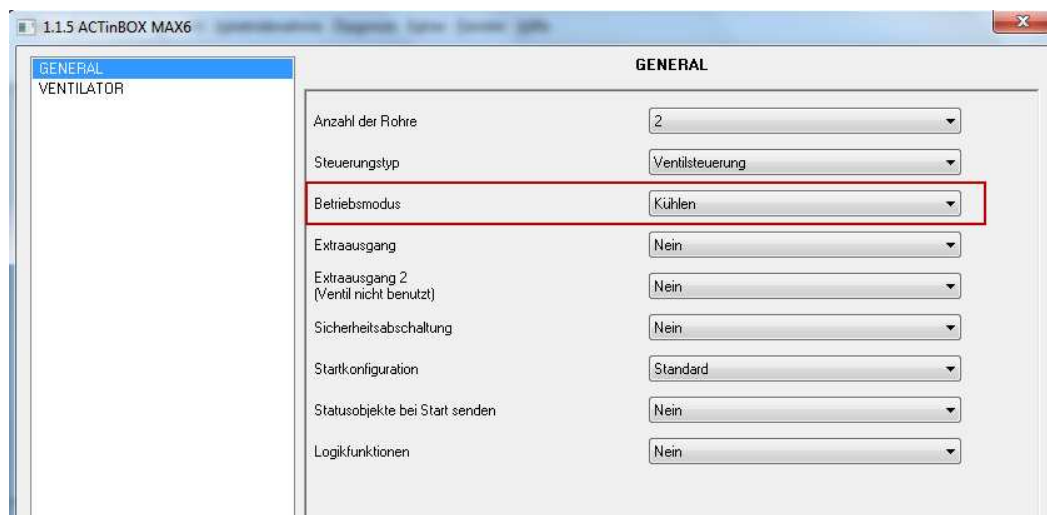 1.1.5 ACTinBOX MAX6
GENERAL
VENTILATOR
GENERAL
Anzahl der Rohre 2
Steuerungstyp Ventilsteuerung
Betriebsmodus Kühlen
Extraausgang Nein
Extraausgang 2
(Ventil nicht benutzt) Nein
Sicherheitsabschaltung Nein
Startkonfiguration Standard
Statusobjekte bei Start senden Nein
Logikfunktionen Nein